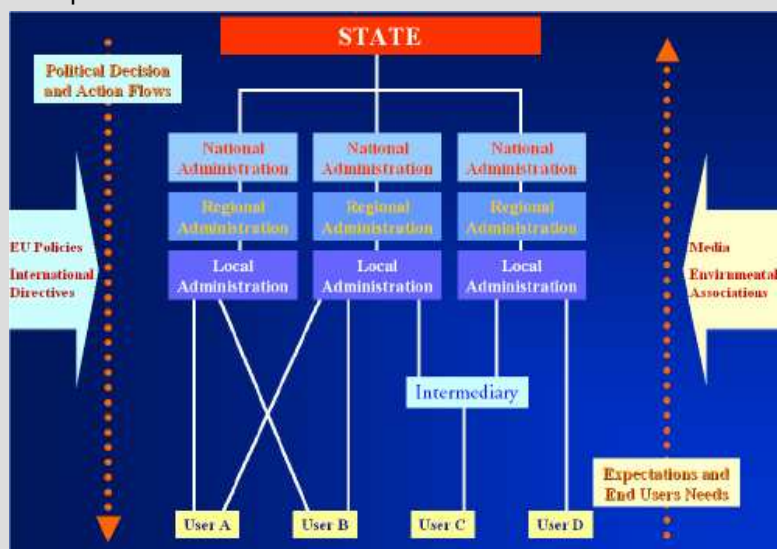 STATE
Political Decision
and Action Flows
National
Administration
National
Administration
National
Administration
Regional
Administration
Regional
Administration
Regional
Administration
EU Policies
International
Directives
Local
Administration
Local
Administration
Local
Administration
Media
Envirnmental
Associations
Intermediary
Expectations and
End Users Needs
User A
User B
User C
User D